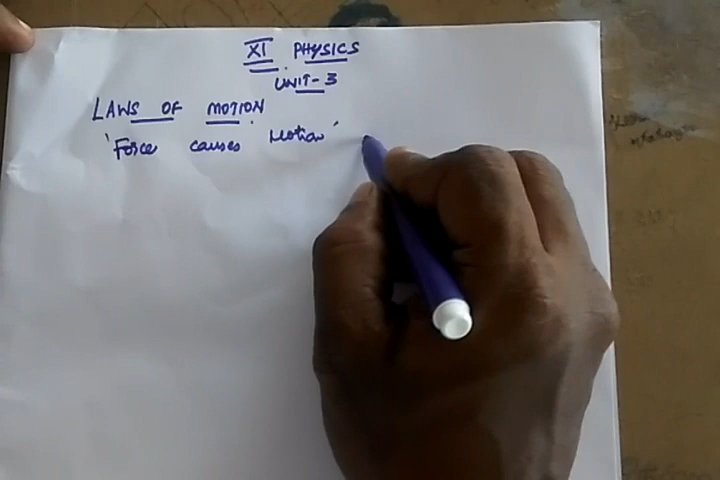 XI PHYSICS
UNIT-3
LAWS OF MOTION
'Force causes Motion'